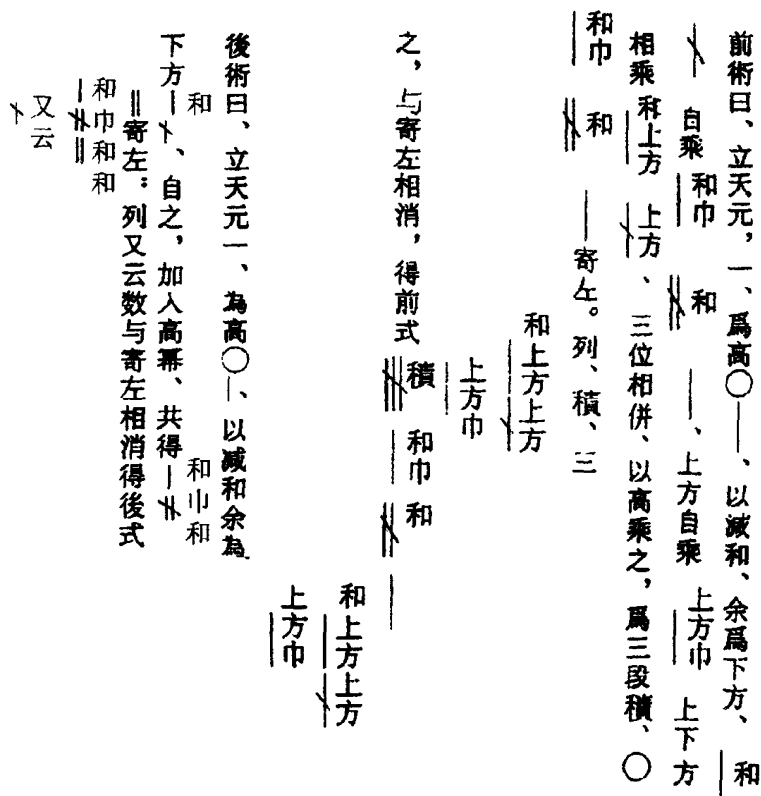 前術曰、立天元，一、爲高〇｜、以減和、余爲下方、｜和
自乘 ｜和巾 ||和 ｜、上方自乘 ｜上方巾 上下方
相乘 ｜和上方 ｜上方、三位相併、以高乘之，爲三段積、〇
｜和巾 ||和 ｜寄左。列、積、三
和上方上方
上方巾
之，与寄左相消，得前式 |||積 ｜和巾 ||和 ｜
和上方上方
上方巾
後術曰、立天元一、為高〇｜、以減和余為
和 和巾和
下方｜、自之，加入高冪、共得｜
||寄左：列又云数与寄左相消得後式
和巾和和
又云